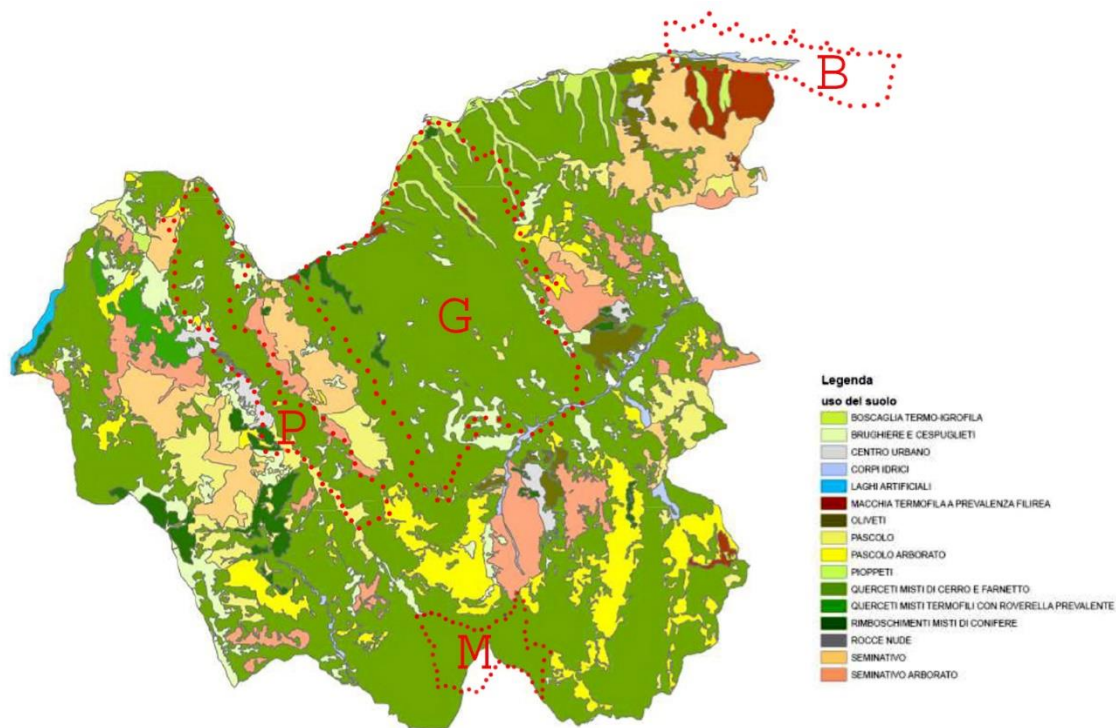 B
G
P
M
Legenda
uso del suolo
BOSCAGLIA TERMO-IGROFILA
BRUGHIERE E CESPUGLIETI
CENTRO URBANO
CORPI IDRICI
LAGHI ARTIFICIALI
MACCHIA TERMOFILA A PREVALENZA FILIREA
OLIVETI
PASCOLO
PASCOLO ARBORATO
PIOPPETI
QUERCETI MISTI DI CERRO E FARNETTO
QUERCETI MISTI TERMOFILI CON ROVERELLA PREVALENTE
RIMBOSCHIMENTI MISTI DI CONIFERE
ROCCE NUDE
SEMINATIVO
SEMINATIVO ARBORATO